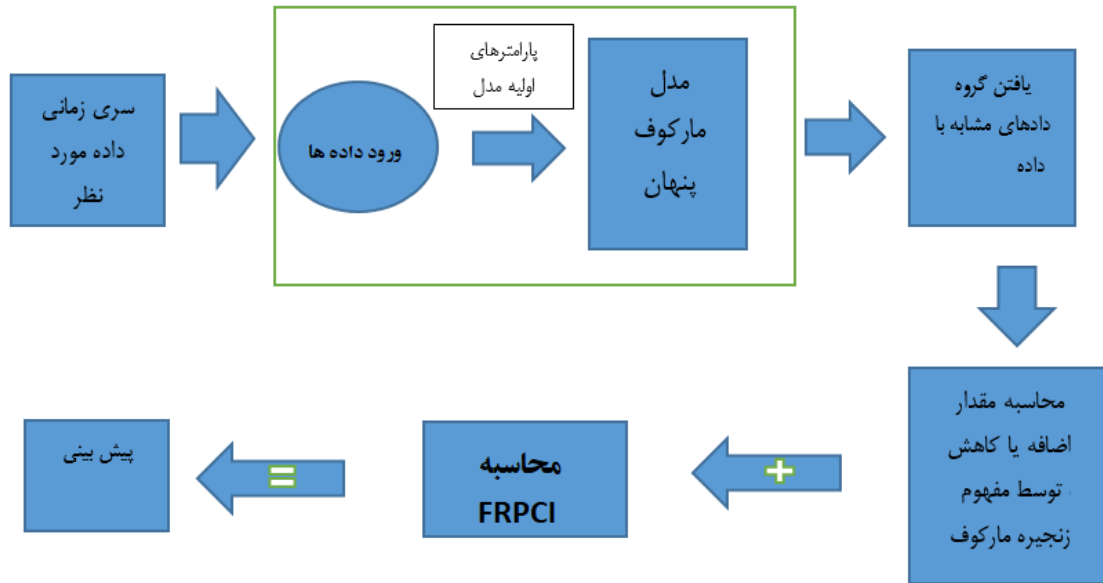 سری زمانی
داده مورد
نظر
ورود داده ها
پارامترهای
اولیه مدل
مدل
مارکوف
پنهان
یافتن گروه
دادهای مشابه با
داده
محاسبه مقدار
اضافه یا کاهش
توسط مفهوم
زنجیره مارکوف
+
محاسبه
FRPCI
=
پیش بینی